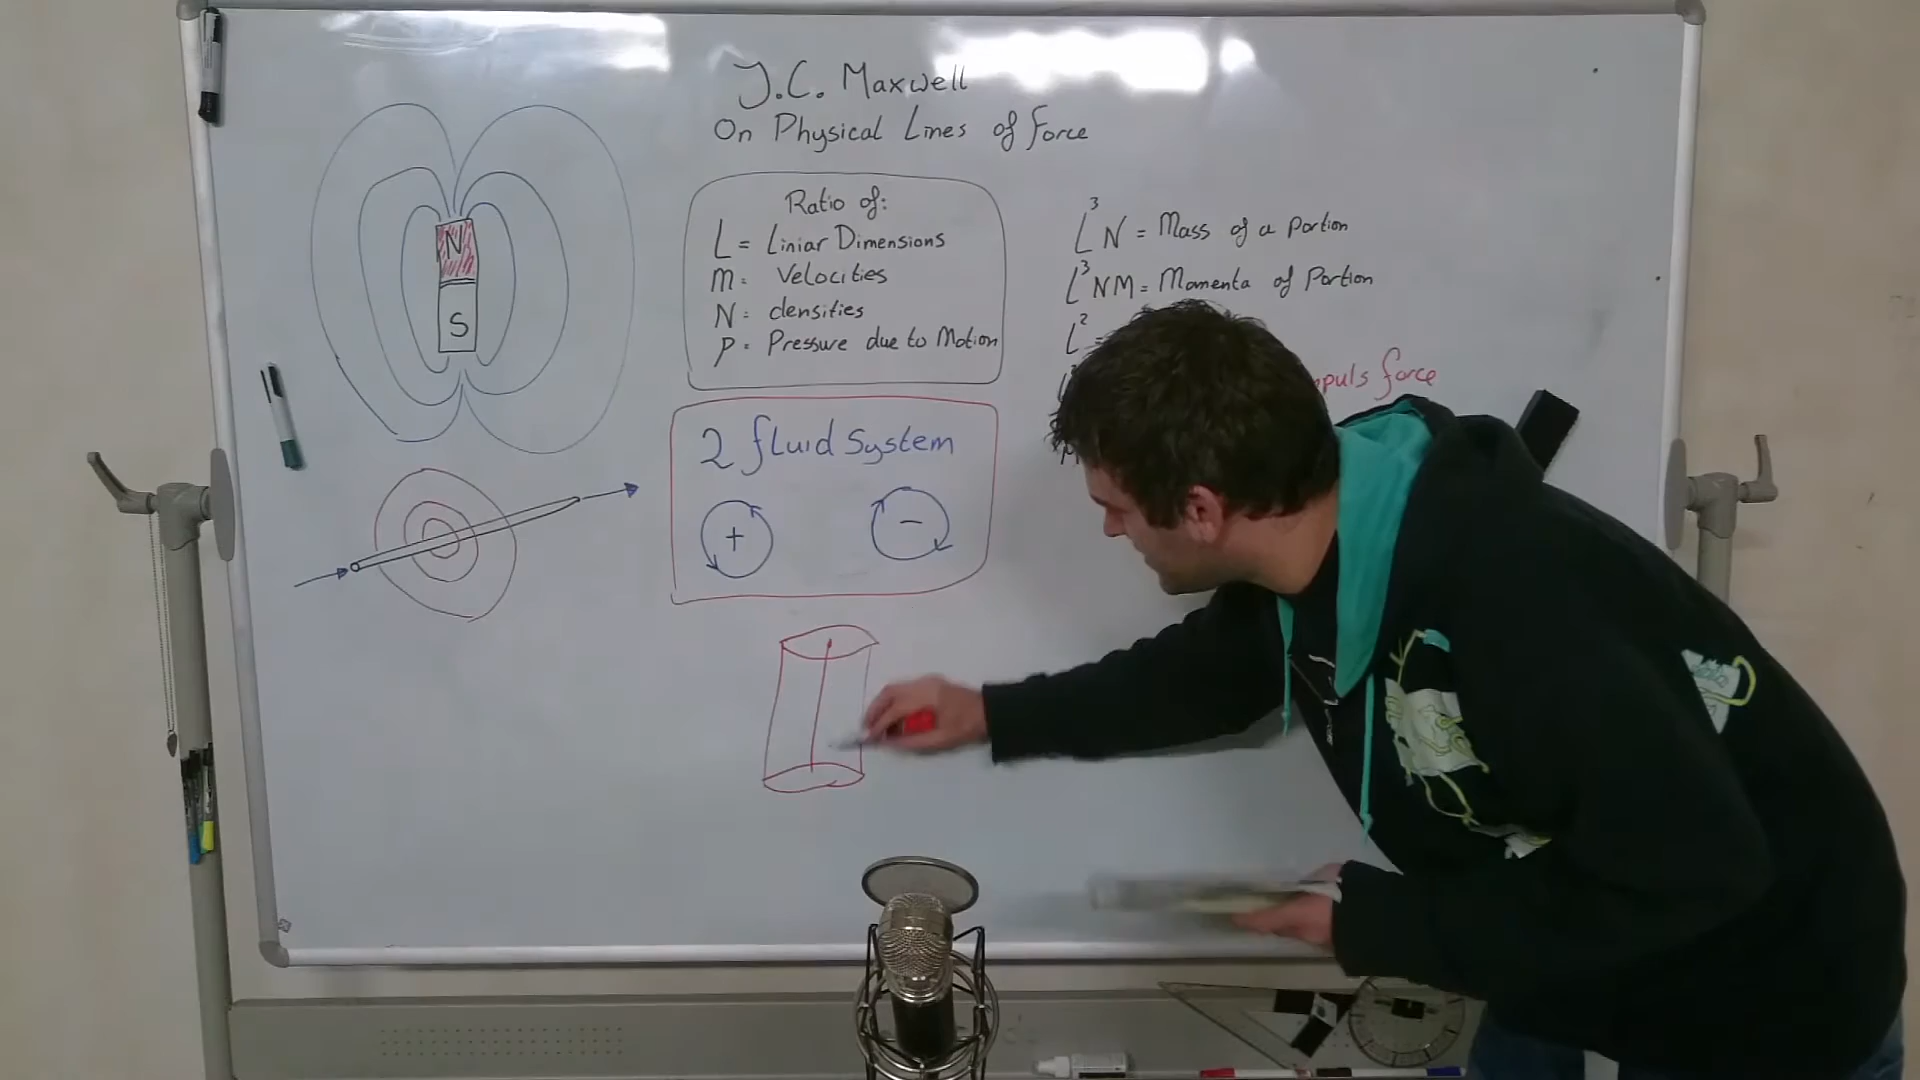 J.C. Maxwell
On Physical Lines of Force
N
S
Ratio of:
L = Liniar Dimensions
m = Velocities
N = densities
P = Pressure due to Motion
2 fluid System
+ -
L³N = Mass of a portion
L³NM = Momenta of Portion
L² =
force